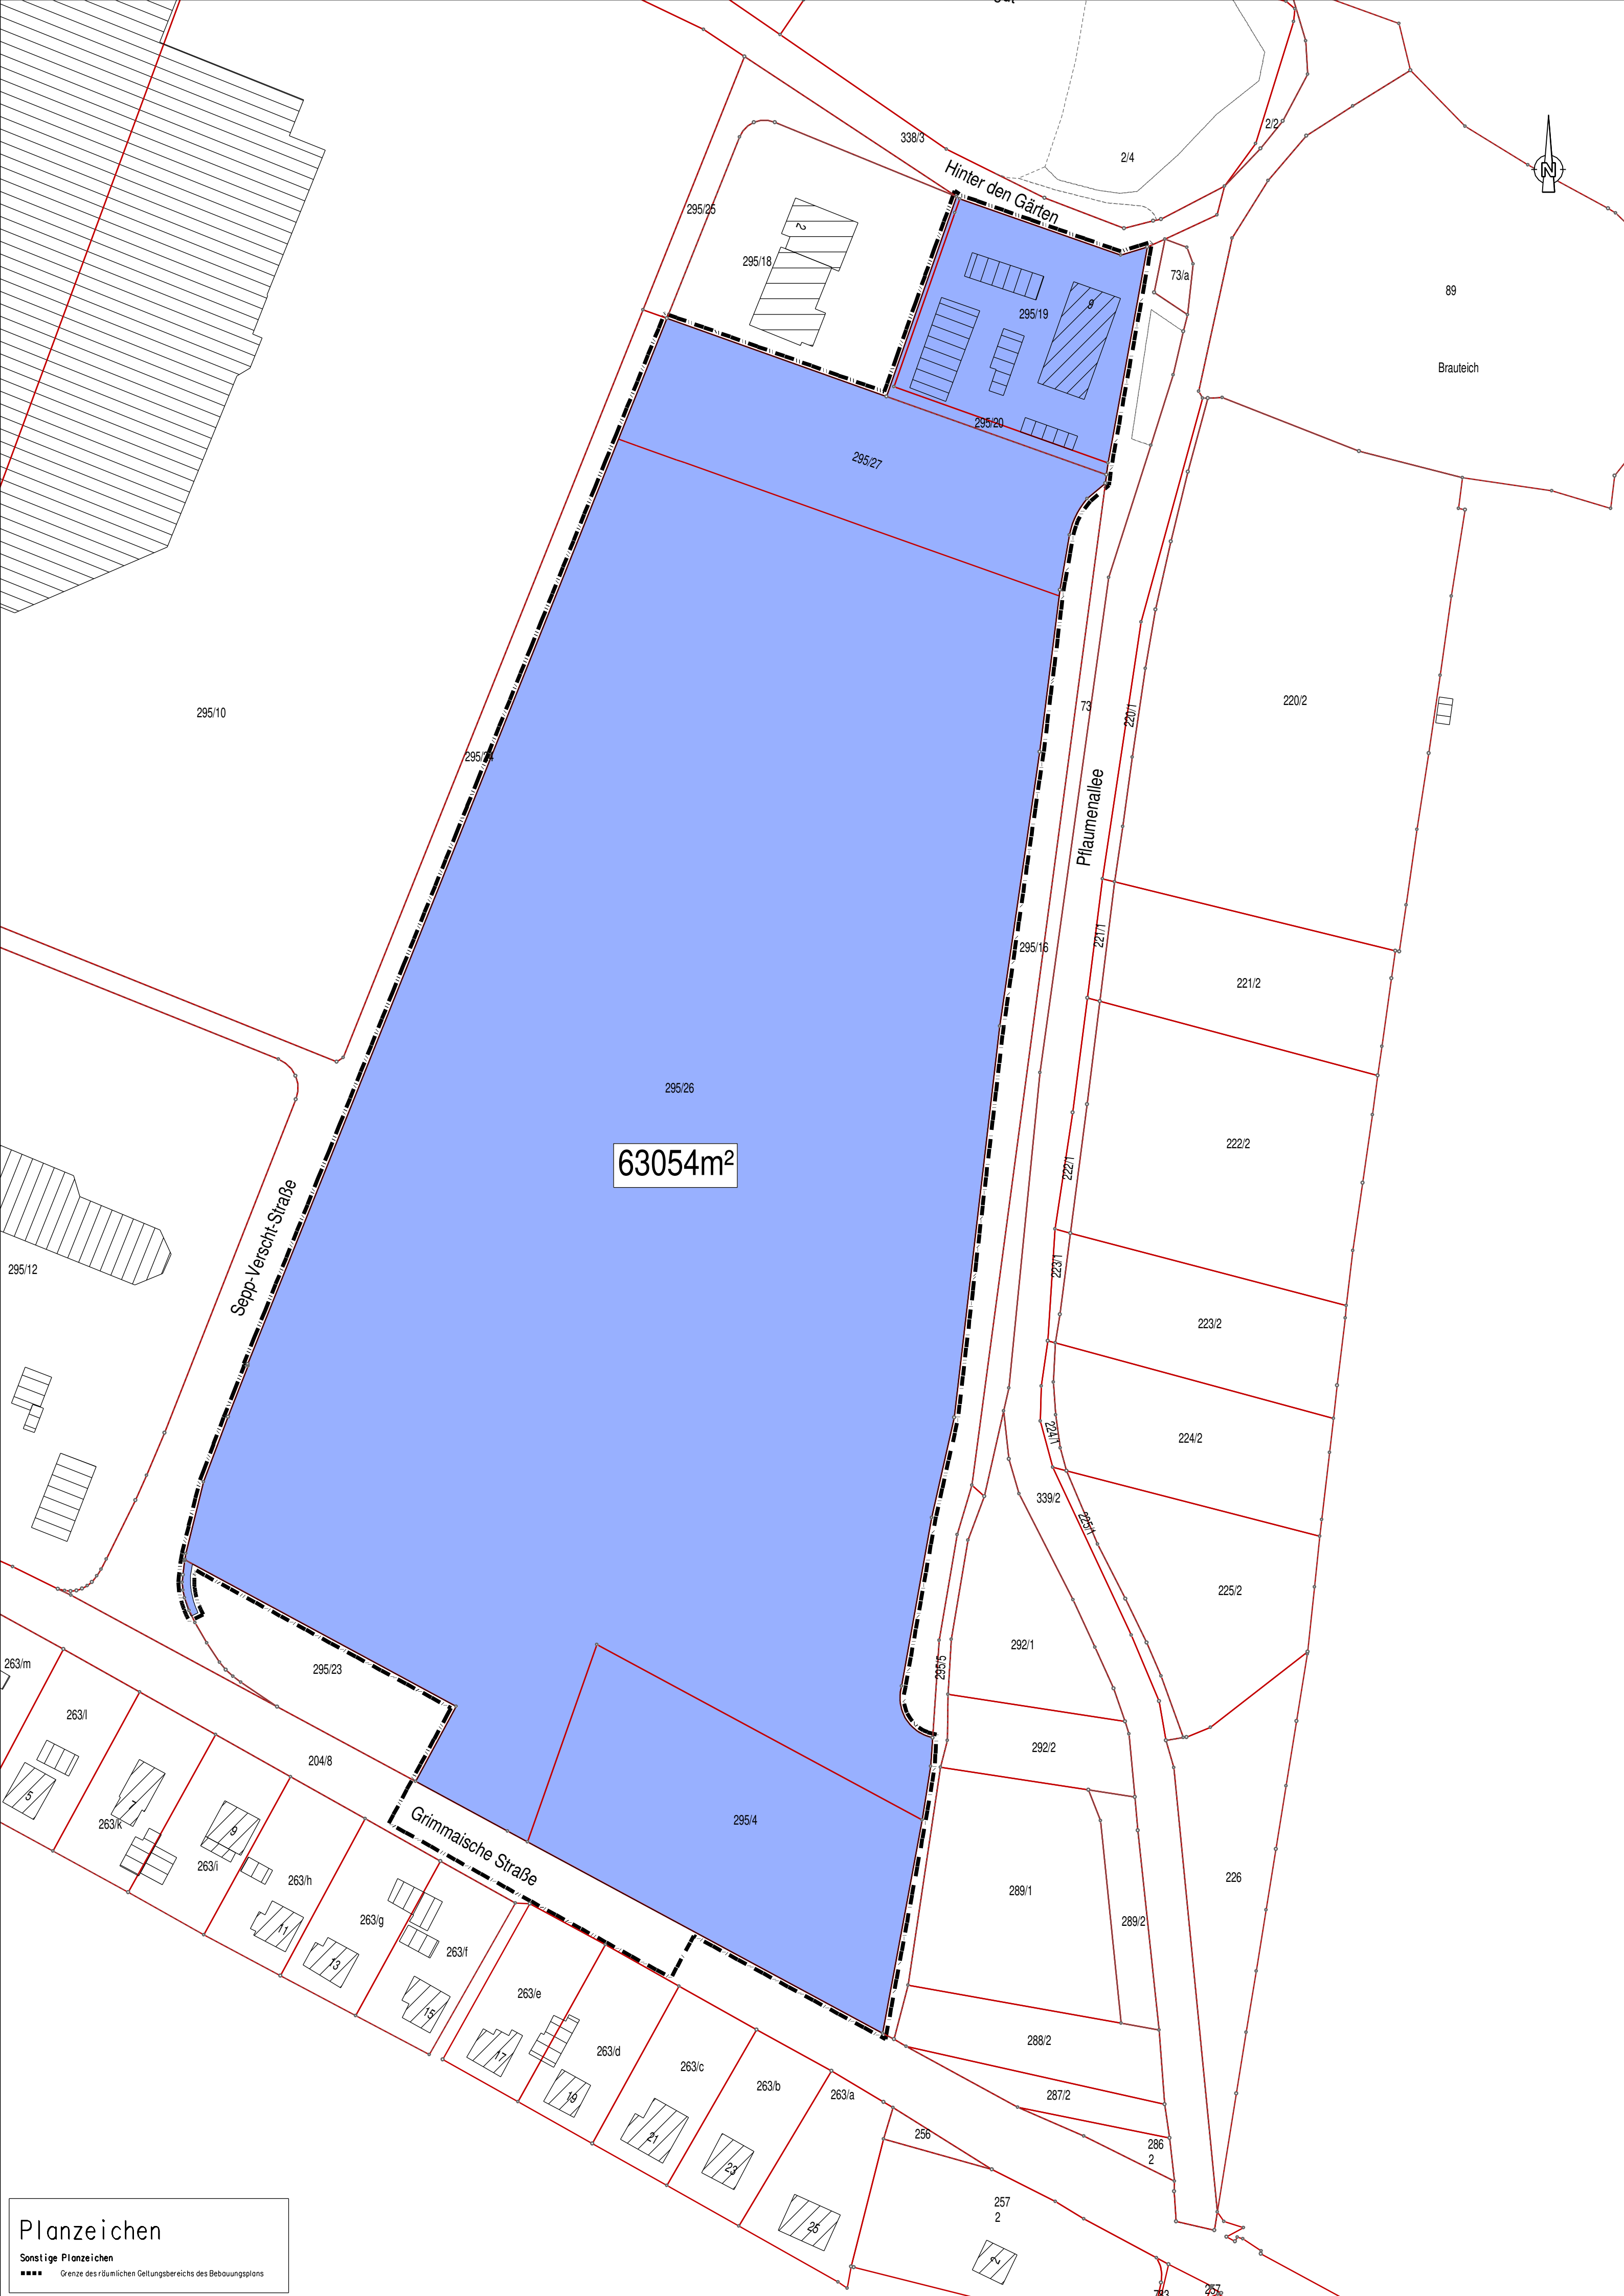 338/3
2/2
2/4
Hinter den Gärten
295/25
2
295/18
73/a
89
9
295/19
Brauteich
295/20
295/27
220/2
295/10
73
220/1
295/24
Pflaumenallee
221/1
295/16
221/2
295/26
222/2
63054m²
222/1
Sepp-Verscht-Straße
295/12
223/1
223/2
224/1
224/2
339/2
225/1
225/2
292/1
263/m
295/23
295/5
263/l
292/2
204/8
5
7
263/k
Grimmaische Straße
295/4
9
263/i
263/h
226
289/1
263/g
289/2
11
263/f
13
263/e
15
288/2
17
263/d
263/c
263/b
263/a
287/2
19
256
21
286
2
23
257
2
25
2
783
257
Planzeichen
Sonstige Planzeichen
Grenze des räumlichen Geltungsbereichs des Bebauungsplans
N